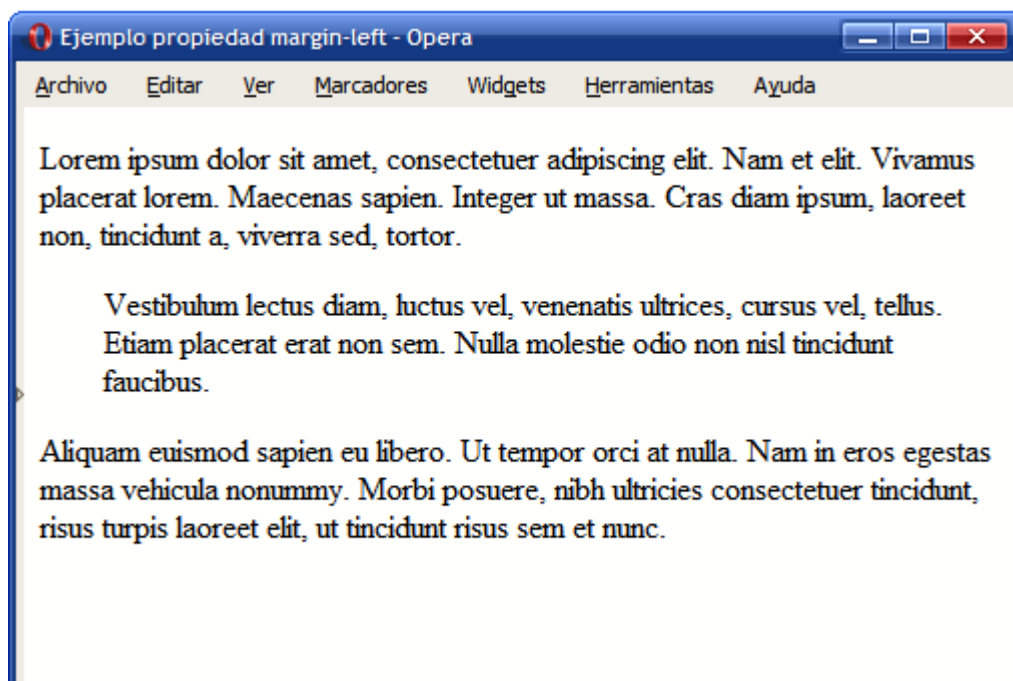 Ejemplo propiedad margin-left - Opera
Archivo Editar Ver Marcadores Widgets Herramientas Ayuda
Lorem ipsum dolor sit amet, consectetuer adipiscing elit. Nam et elit. Vivamus
placerat lorem. Maecenas sapien. Integer ut massa. Cras diam ipsum, laoreet
non, tincidunt a, viverra sed, tortor.
Vestibulum lectus diam, luctus vel, venenatis ultrices, cursus vel, tellus.
Etiam placerat erat non sem. Nulla molestie odio non nisl tincidunt
faucibus.
Aliquam euismod sapien eu libero. Ut tempor orci at nulla. Nam in eros egestas
massa vehicula nonummy. Morbi posuere, nibh ultricies consectetuer tincidunt,
risus turpis laoreet elit, ut tincidunt risus sem et nunc.